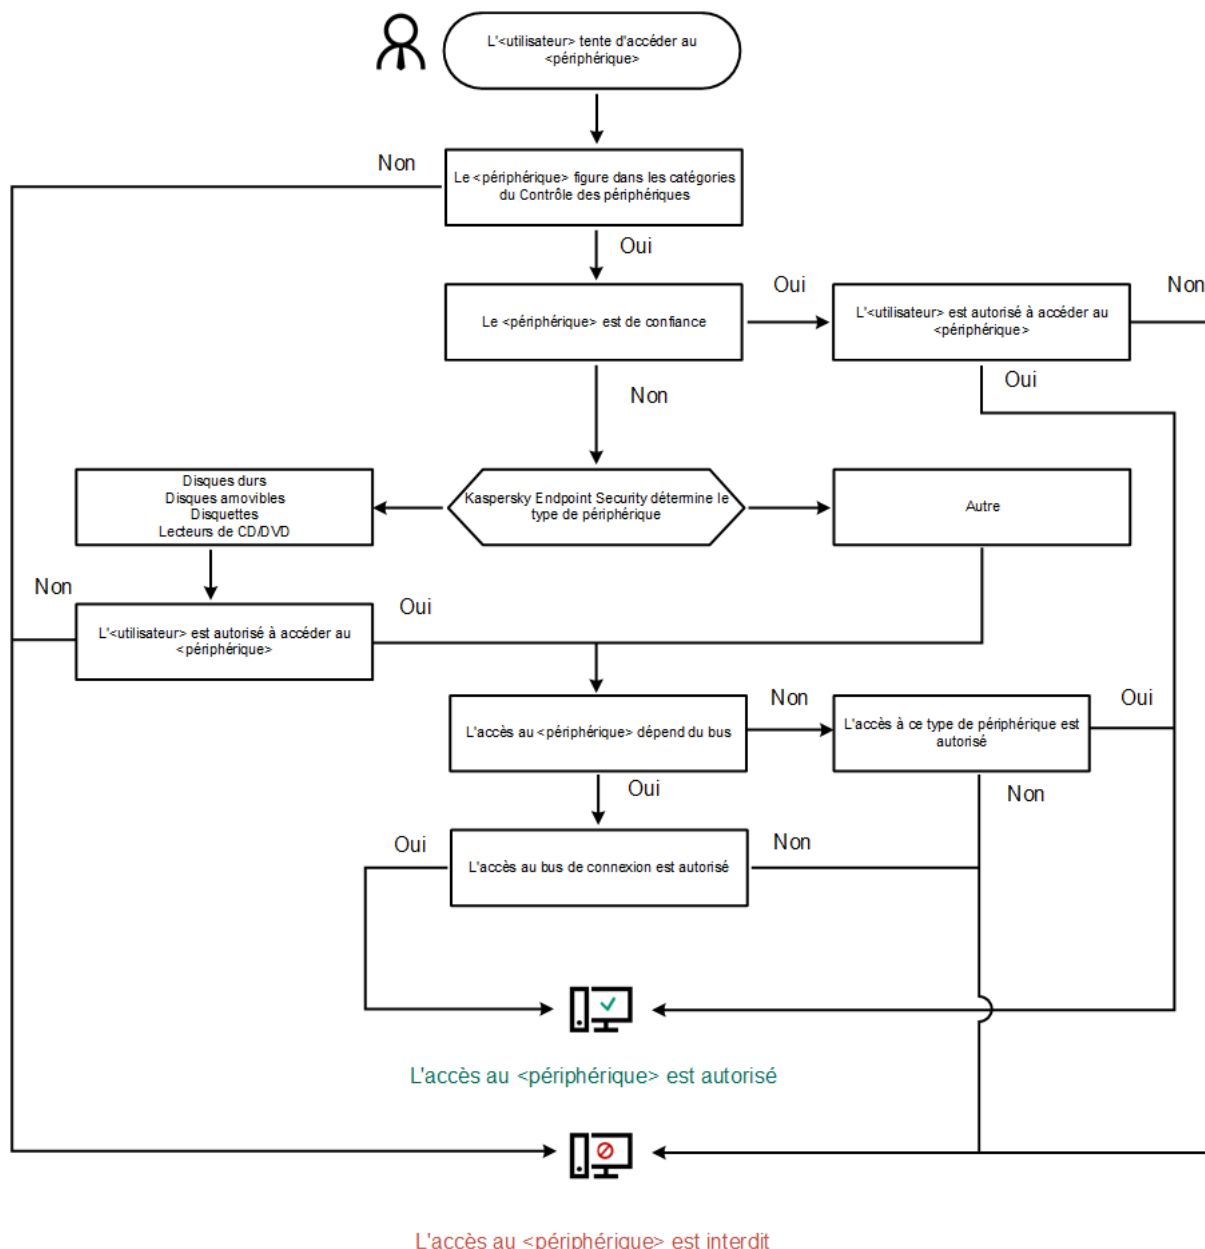 L'<utilisateur> tente d'accéder au
<périphérique>
Non
Le <périphérique> figure dans les catégories
du Contrôle des périphériques
Oui
Le <périphérique> est de confiance
Oui
L'<utilisateur> est autorisé à accéder au
<périphérique>
Non
Oui
Non
Disques durs
Disques amovibles
Disquettes
Lecteurs de CD/DVD
Kaspersky Endpoint Security détermine le
type de périphérique
Autre
Non
L'<utilisateur> est autorisé à accéder au
<périphérique>
Oui
L'accès au <périphérique> dépend du bus
Non
L'accès à ce type de périphérique est
autorisé
Oui
Oui
Non
Oui
L'accès au bus de connexion est autorisé
Non
L'accès au <périphérique> est autorisé
L'accès au <périphérique> est interdit